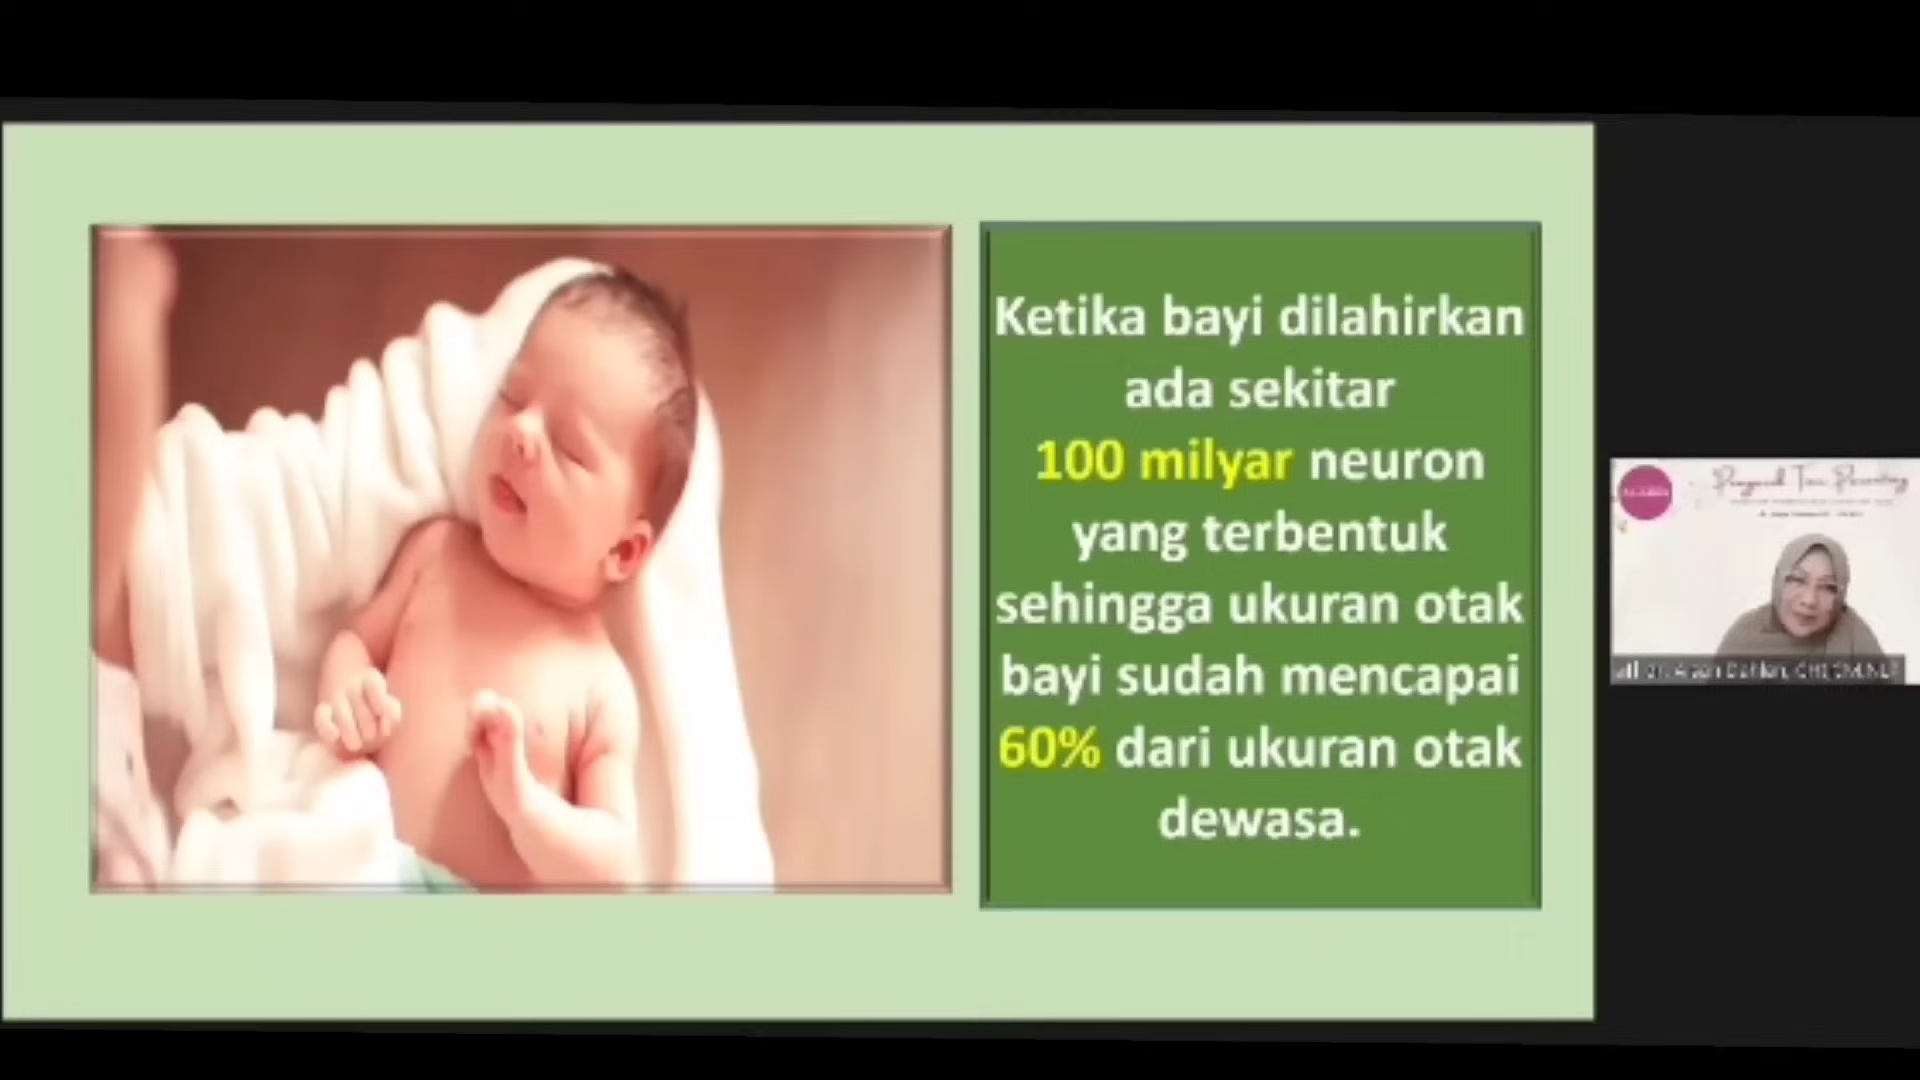 Ketika bayi dilahirkan
ada sekitar
100 milyar neuron
yang terbentuk
sehingga ukuran otak
bayi sudah mencapai
60% dari ukuran otak
dewasa.